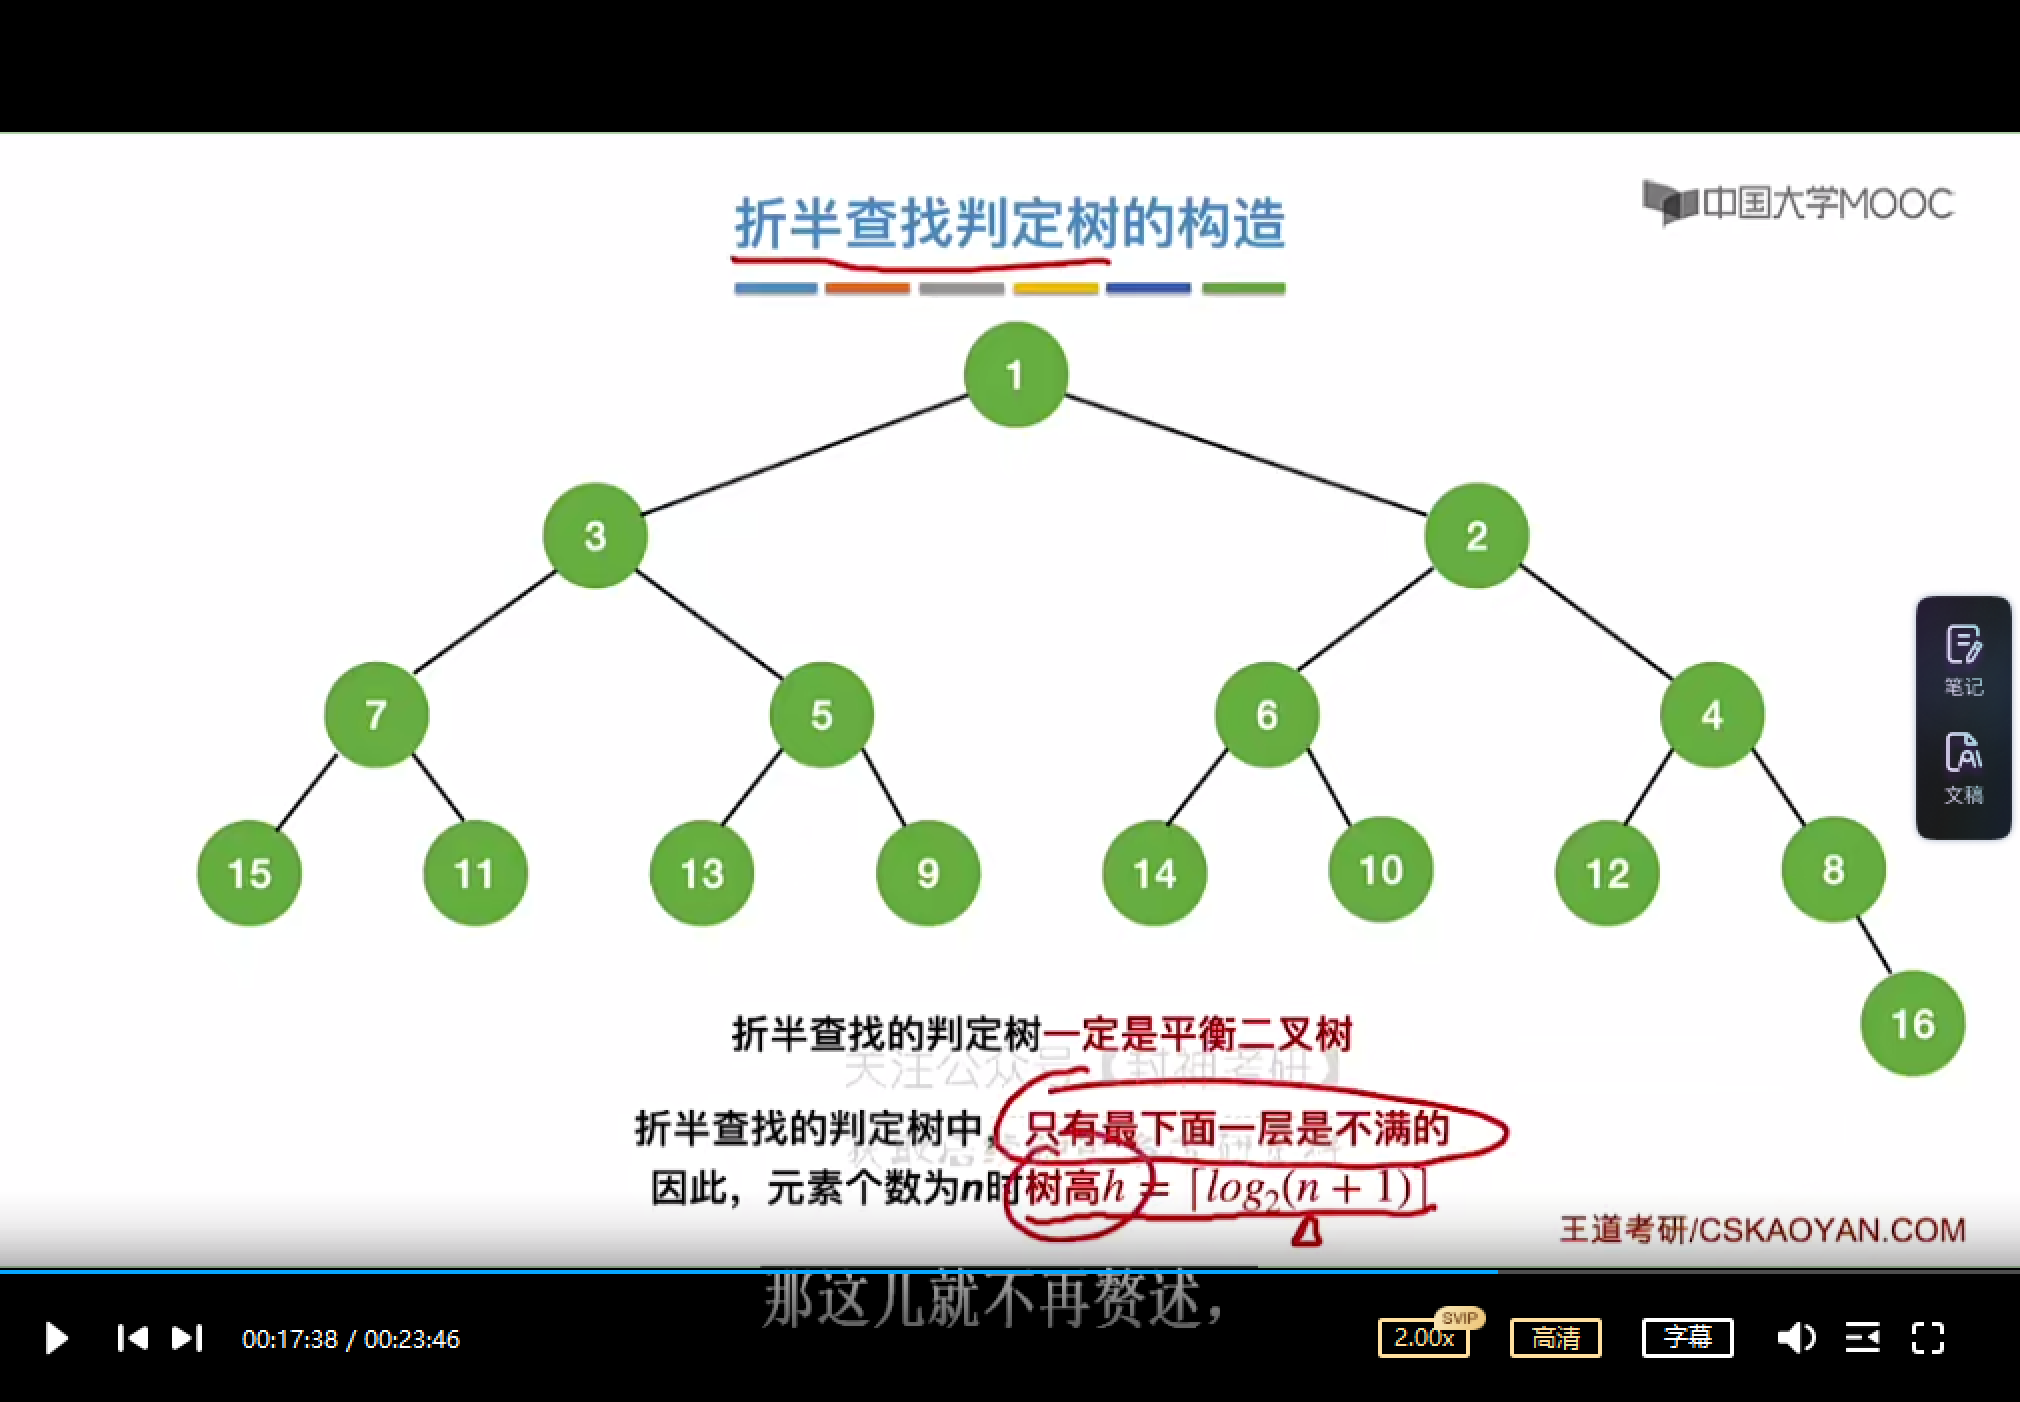 中国大学MOOC
折半查找判定树的构造
1
3 2
7 5 6 4
15 11 13 9 14 10 12 8
16
笔记
文稿
折半查找的判定树一定是平衡二叉树
关注公众号【封神考研】
折半查找的判定树中，只有最下面一层是不满的
因此，元素个数为n时树高h = ⌈log₂(n + 1)⌉
王道考研/CSKAOYAN.COM
那这儿就不再赘述，
00:17:38 / 00:23:46
2.00x SVIP 高清 字幕